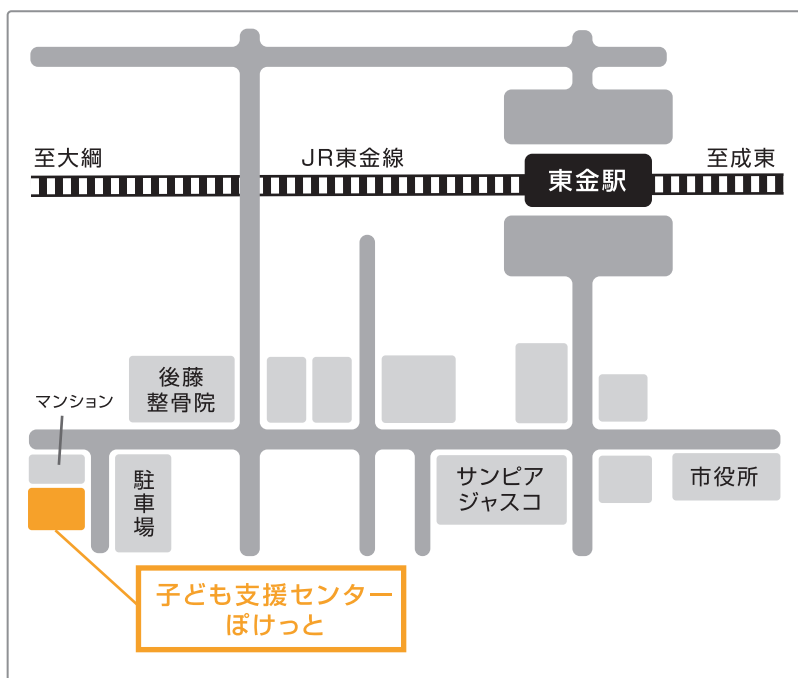 至大綱
JR東金線
至成東
東金駅
後藤
整骨院
マンション
駐車場
サンピア
ジャスコ
市役所
子ども支援センター
ぽけっと